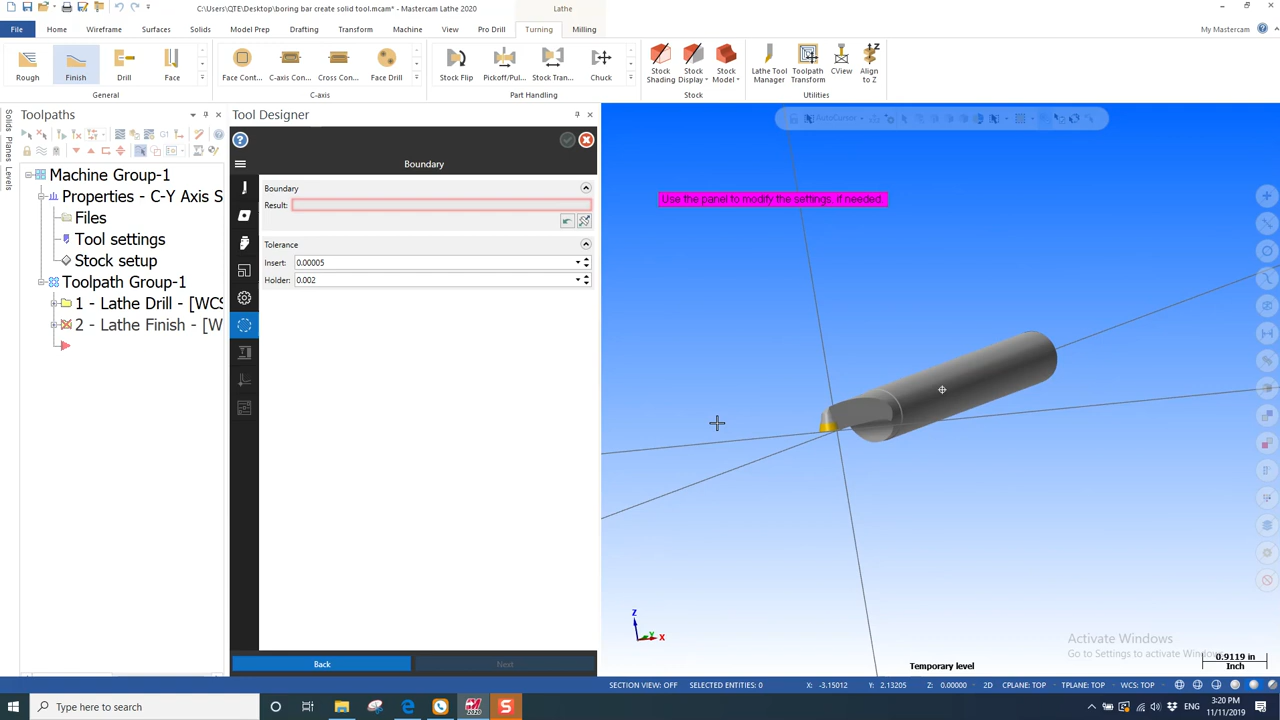 C:\Users\QTE\Desktop\boring bar create solid tool.mcam* - Mastercam Lathe 2020
Lathe
File
Home
Wireframe
Surfaces
Solids
Model Prep
Drafting
Transform
Machine
View
Pro Drill
Turning
Milling
My Mastercam
Rough
Finish
Drill
Face
Face Cont...
C-axis Con...
Cross Con...
Face Drill
Stock Flip
Pickoff/Pul...
Stock Tran...
Chuck
Stock Shading
Stock Display
Stock Model
Lathe Tool Manager
Toolpath Transform
CView
Align to Z
General
C-axis
Part Handling
Stock
Utilities
Toolpaths
Solids
Planes
Levels
Machine Group-1
Properties - C-Y Axis S
Files
Tool settings
Stock setup
Toolpath Group-1
1 - Lathe Drill - [WCS
2 - Lathe Finish - [W
Tool Designer
Boundary
Boundary
Result:
Tolerance
Insert: 0.00005
Holder: 0.002
Back
Next
AutoCursor
Use the panel to modify the settings, if needed.
Z
Y
X
Temporary level
Activate Windows
Go to Settings to activate Windows.
0.9119 in
Inch
SECTION VIEW: OFF
SELECTED ENTITIES: 0
X: -3.15012
Y: 2.13205
Z: 0.00000
2D
CPLANE: TOP
TPLANE: TOP
WCS: TOP
Type here to search
ENG
3:20 PM
11/11/2019